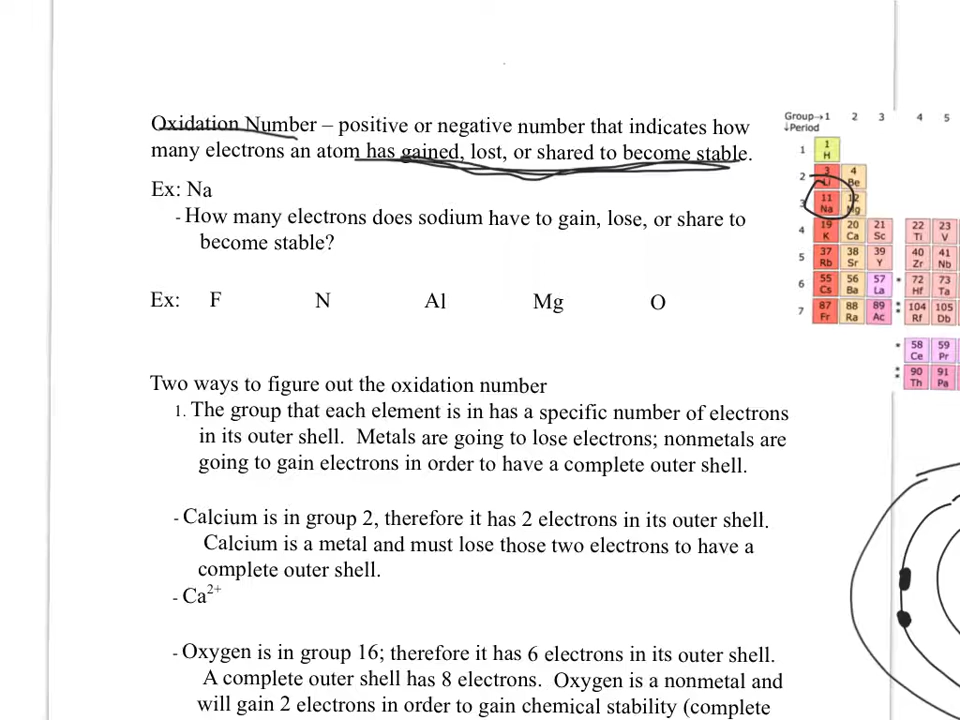 Oxidation Number – positive or negative number that indicates how
many electrons an atom has gained, lost, or shared to become stable.
Ex: Na
- How many electrons does sodium have to gain, lose, or share to
become stable?
Ex: F N Al Mg O
Two ways to figure out the oxidation number
1. The group that each element is in has a specific number of electrons
in its outer shell. Metals are going to lose electrons; nonmetals are
going to gain electrons in order to have a complete outer shell.
- Calcium is in group 2, therefore it has 2 electrons in its outer shell.
Calcium is a metal and must lose those two electrons to have a
complete outer shell.
- Ca²⁺
- Oxygen is in group 16; therefore it has 6 electrons in its outer shell.
A complete outer shell has 8 electrons. Oxygen is a nonmetal and
will gain 2 electrons in order to gain chemical stability (complete
Group→1 2 3 4 5
↓Period
1 1
H
2 3 4
Li Be
3 11 12
Na Mg
4 19 20 21 22 23
K Ca Sc Ti V
5 37 38 39 40 41
Rb Sr Y Zr Nb
6 55 56 57 * 72 73
Cs Ba La Hf Ta
7 87 88 89 ** 104 105
Fr Ra Ac Rf Db
* 58 59
Ce Pr
** 90 91
Th Pa